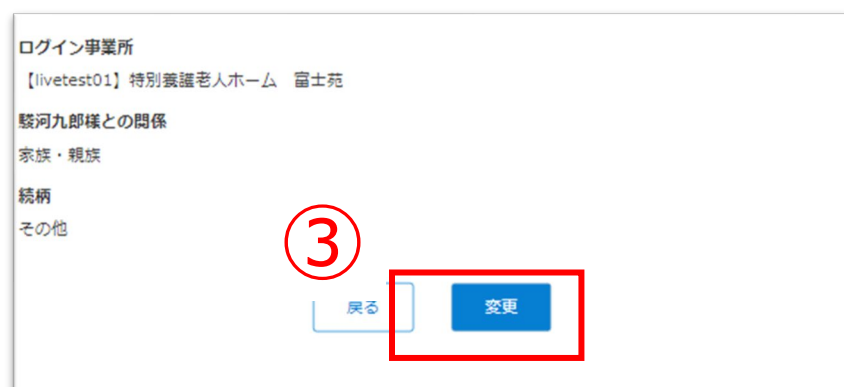 ログイン事業所
【livetest01】特別養護老人ホーム　富士苑
駿河九郎様との関係
家族・親族
続柄
その他
③
戻る
変更